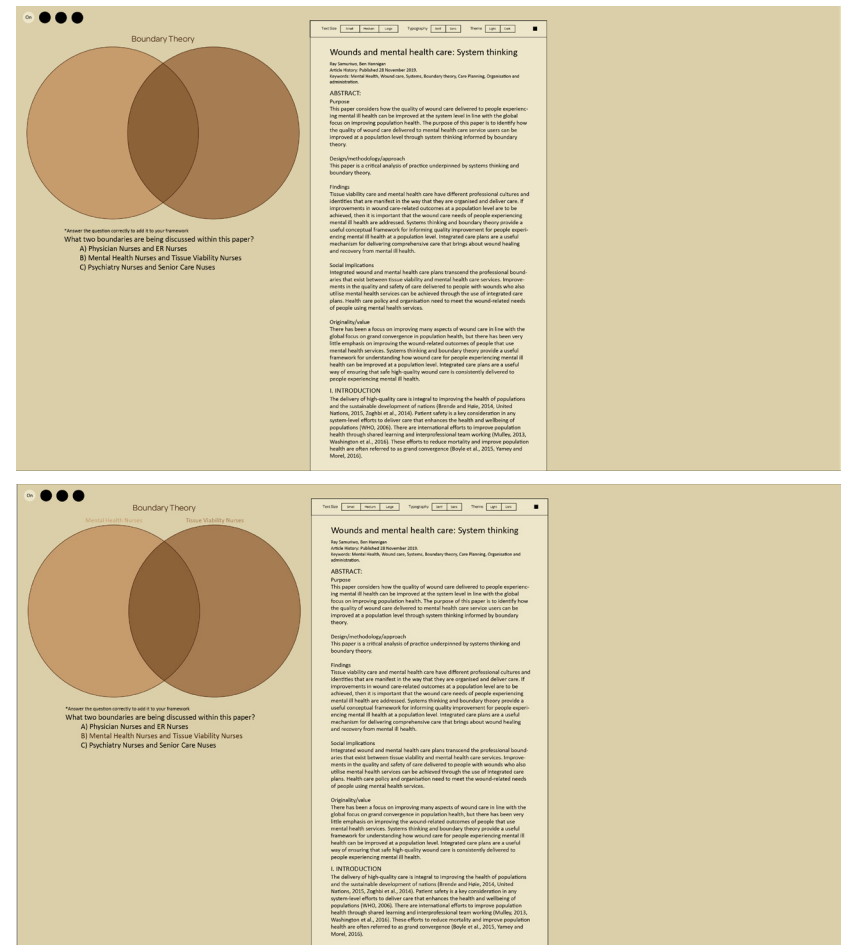 On
Boundary Theory
*Answer the question correctly to add it to your framework
What two boundaries are being discussed within this paper?
A) Physician Nurses and ER Nurses
B) Mental Health Nurses and Tissue Viability Nurses
C) Psychiatry Nurses and Senior Care Nuses
Text Size Small Medium Large Typography Serif Sans Theme Light Dark
Wounds and mental health care: System thinking
Ray Samuriwo, Ben Hannigan
Article History: Published 28 November 2019.
Keywords: Mental Health, Wound care, Systems, Boundary theory, Care Planning, Organisation and
administration.
ABSTRACT:
Purpose
This paper considers how the quality of wound care delivered to people experienc-
ing mental ill health can be improved at the system level in line with the global
focus on improving population health. The purpose of this paper is to identify how
the quality of wound care delivered to mental health care service users can be
improved at a population level through system thinking informed by boundary
theory.
Design/methodology/approach
This paper is a critical analysis of practice underpinned by systems thinking and
boundary theory.
Findings
Tissue viability care and mental health care have different professional cultures and
identities that are manifest in the way that they are organised and deliver care. If
improvements in wound care-related outcomes at a population level are to be
achieved, then it is important that the wound care needs of people experiencing
mental ill health are addressed. Systems thinking and boundary theory provide a
useful conceptual framework for informing quality improvement for people experi-
encing mental ill health at a population level. Integrated care plans are a useful
mechanism for delivering comprehensive care that brings about wound healing
and recovery from mental ill health.
Social implications
Integrated wound and mental health care plans transcend the professional bound-
aries that exist between tissue viability and mental health care services. Improve-
ments in the quality and safety of care delivered to people with wounds who also
utilise mental health services can be achieved through the use of integrated care
plans. Health care policy and organisation need to meet the wound-related needs
of people using mental health services.
Originality/value
There has been a focus on improving many aspects of wound care in line with the
global focus on grand convergence in population health, but there has been very
little emphasis on improving the wound-related outcomes of people that use
mental health services. Systems thinking and boundary theory provide a useful
framework for understanding how wound care for people experiencing mental ill
health can be improved at a population level. Integrated care plans are a useful
way of ensuring that safe high-quality wound care is consistently delivered to
people experiencing mental ill health.
I. INTRODUCTION
The delivery of high-quality care is integral to improving the health of populations
and the sustainable development of nations (Brende and Høie, 2014, United
Nations, 2015, Zoghbi et al., 2014). Patient safety is a key consideration in any
system-level efforts to deliver care that enhances the health and wellbeing of
populations (WHO, 2006). There are international efforts to improve population
health through shared learning and interprofessional team working (Mulley, 2013,
Washington et al., 2016). These efforts to reduce mortality and improve population
health are often referred to as grand convergence (Boyle et al., 2015, Yamey and
Morel, 2016).
On
Boundary Theory
Mental Health Nurses Tissue Viability Nurses
*Answer the question correctly to add it to your framework
What two boundaries are being discussed within this paper?
A) Physician Nurses and ER Nurses
B) Mental Health Nurses and Tissue Viability Nurses
C) Psychiatry Nurses and Senior Care Nuses
Text Size Small Medium Large Typography Serif Sans Theme Light Dark
Wounds and mental health care: System thinking
Ray Samuriwo, Ben Hannigan
Article History: Published 28 November 2019.
Keywords: Mental Health, Wound care, Systems, Boundary theory, Care Planning, Organisation and
administration.
ABSTRACT:
Purpose
This paper considers how the quality of wound care delivered to people experienc-
ing mental ill health can be improved at the system level in line with the global
focus on improving population health. The purpose of this paper is to identify how
the quality of wound care delivered to mental health care service users can be
improved at a population level through system thinking informed by boundary
theory.
Design/methodology/approach
This paper is a critical analysis of practice underpinned by systems thinking and
boundary theory.
Findings
Tissue viability care and mental health care have different professional cultures and
identities that are manifest in the way that they are organised and deliver care. If
improvements in wound care-related outcomes at a population level are to be
achieved, then it is important that the wound care needs of people experiencing
mental ill health are addressed. Systems thinking and boundary theory provide a
useful conceptual framework for informing quality improvement for people experi-
encing mental ill health at a population level. Integrated care plans are a useful
mechanism for delivering comprehensive care that brings about wound healing
and recovery from mental ill health.
Social implications
Integrated wound and mental health care plans transcend the professional bound-
aries that exist between tissue viability and mental health care services. Improve-
ments in the quality and safety of care delivered to people with wounds who also
utilise mental health services can be achieved through the use of integrated care
plans. Health care policy and organisation need to meet the wound-related needs
of people using mental health services.
Originality/value
There has been a focus on improving many aspects of wound care in line with the
global focus on grand convergence in population health, but there has been very
little emphasis on improving the wound-related outcomes of people that use
mental health services. Systems thinking and boundary theory provide a useful
framework for understanding how wound care for people experiencing mental ill
health can be improved at a population level. Integrated care plans are a useful
way of ensuring that safe high-quality wound care is consistently delivered to
people experiencing mental ill health.
I. INTRODUCTION
The delivery of high-quality care is integral to improving the health of populations
and the sustainable development of nations (Brende and Høie, 2014, United
Nations, 2015, Zoghbi et al., 2014). Patient safety is a key consideration in any
system-level efforts to deliver care that enhances the health and wellbeing of
populations (WHO, 2006). There are international efforts to improve population
health through shared learning and interprofessional team working (Mulley, 2013,
Washington et al., 2016). These efforts to reduce mortality and improve population
health are often referred to as grand convergence (Boyle et al., 2015, Yamey and
Morel, 2016).